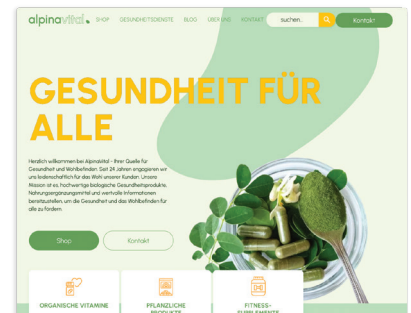 alpinavital
SHOP GESUNDHEITSDIENSTE BLOG ÜBER UNS KONTAKT suchen.. Kontakt
GESUNDHEIT FÜR
ALLE
Herzlich willkommen bei AlpinaVital - Ihrer Quelle für
Gesundheit und Wohlbefinden. Seit 24 Jahren engagieren wir
uns leidenschaftlich für das Wohl unserer Kunden. Unsere
Mission ist es, hochwertige biologische Gesundheitsprodukte,
Nahrungsergänzungsmittel und wertvolle Informationen
bereitzustellen, um die Gesundheit und das Wohlbefinden für
alle zu fördern.
Shop Kontakt
ORGANISCHE VITAMINE
PFLANZLICHE
PRODUKTE
FITNESS-
SUPPLEMENTE